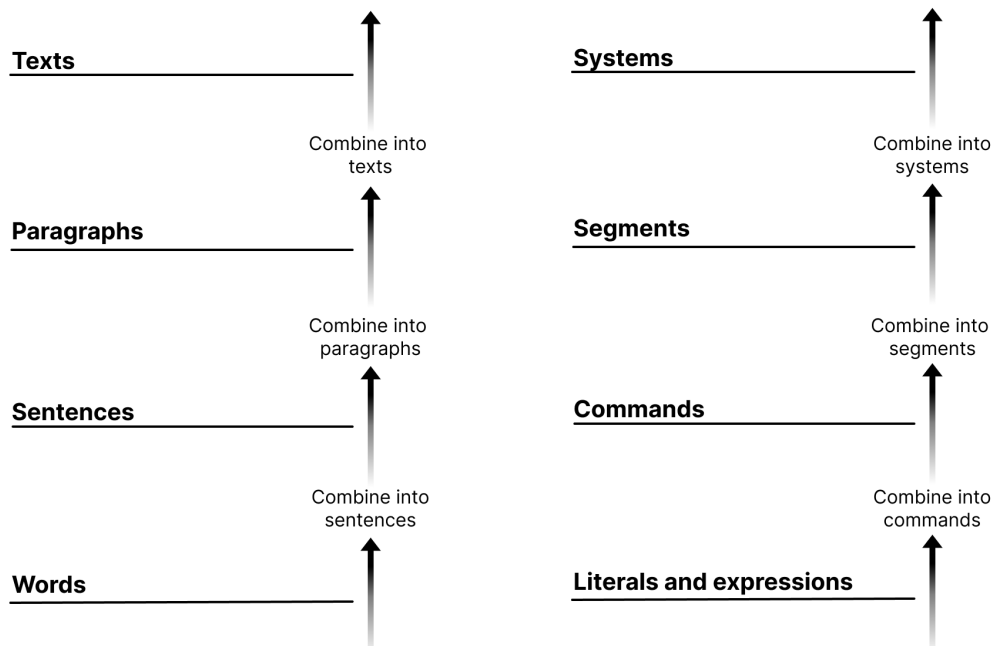 Texts
Combine into
texts
Paragraphs
Combine into
paragraphs
Sentences
Combine into
sentences
Words
Systems
Combine into
systems
Segments
Combine into
segments
Commands
Combine into
commands
Literals and expressions